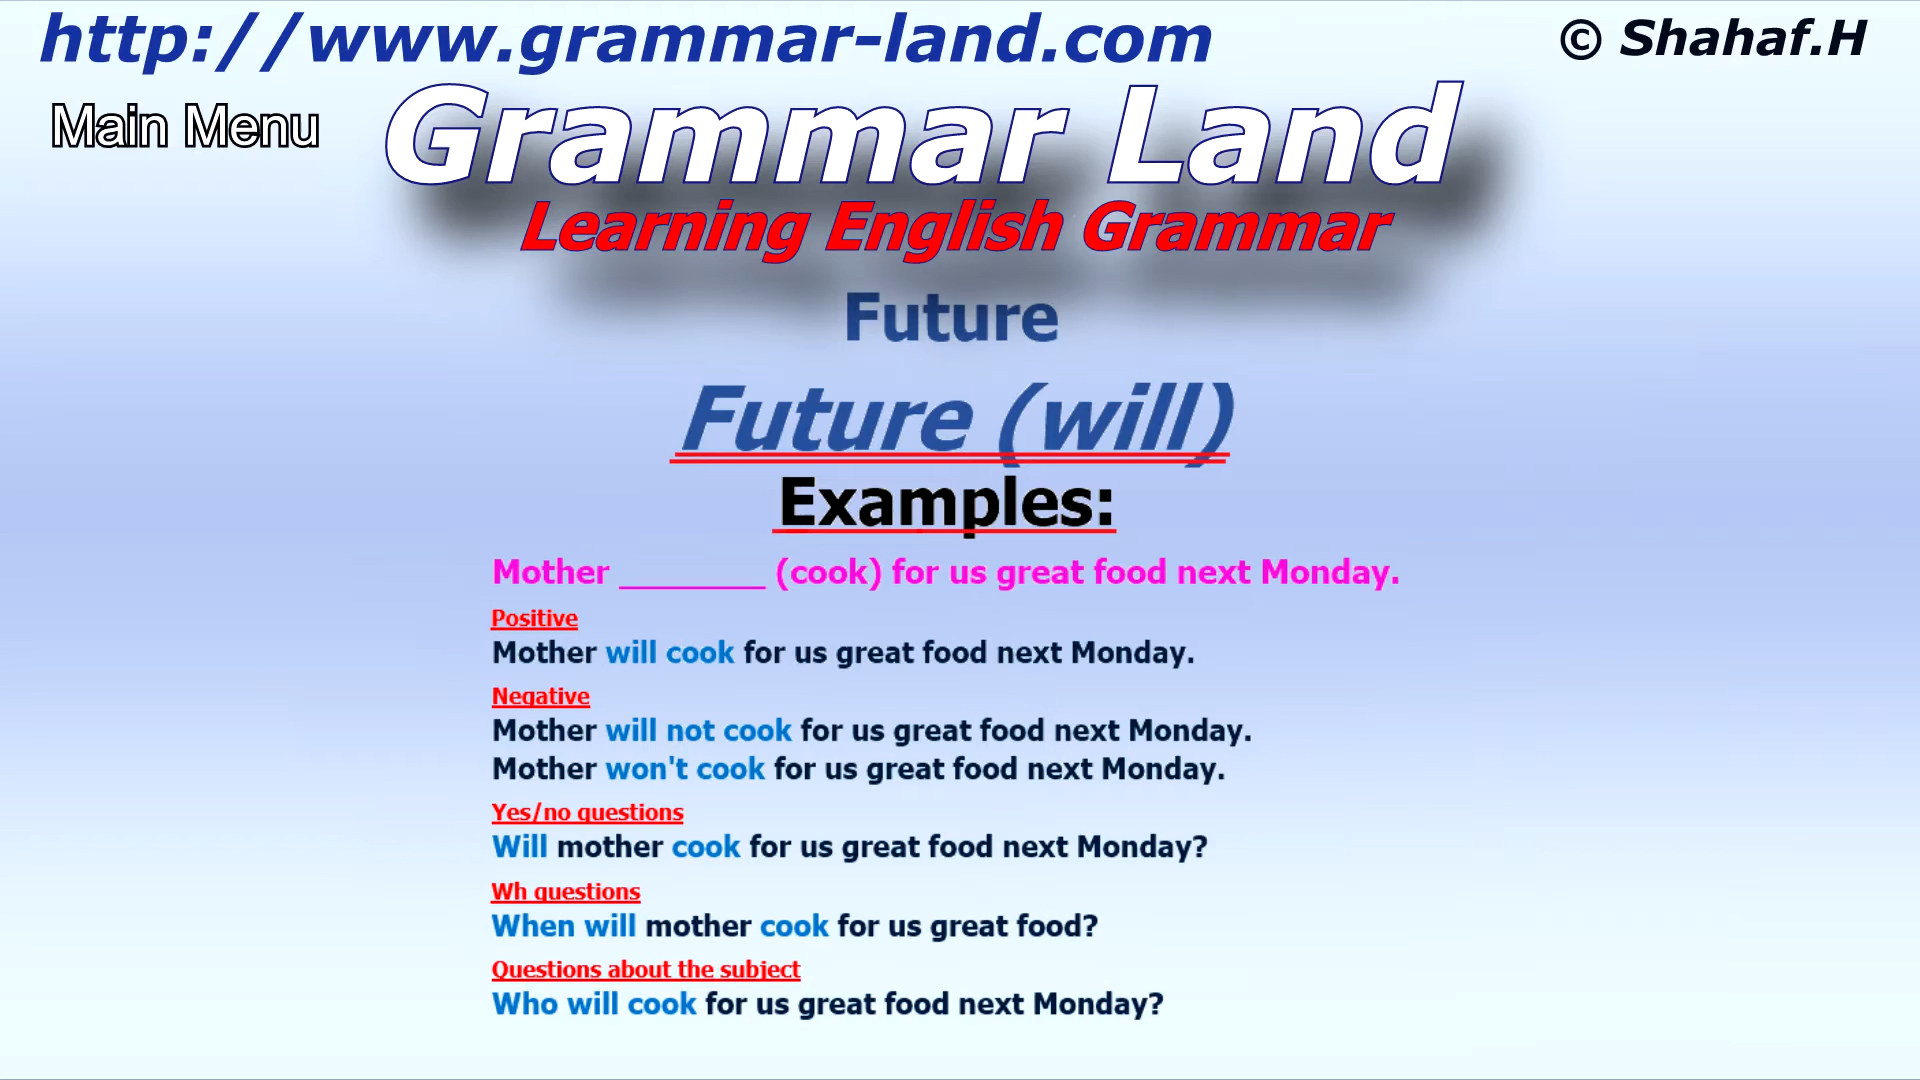 http://www.grammar-land.com
© Shahaf.H
Main Menu
Grammar Land
Learning English Grammar
Future
Future (will)
Examples:
Mother ________ (cook) for us great food next Monday.
Positive
Mother will cook for us great food next Monday.
Negative
Mother will not cook for us great food next Monday.
Mother won't cook for us great food next Monday.
Yes/no questions
Will mother cook for us great food next Monday?
Wh questions
When will mother cook for us great food?
Questions about the subject
Who will cook for us great food next Monday?